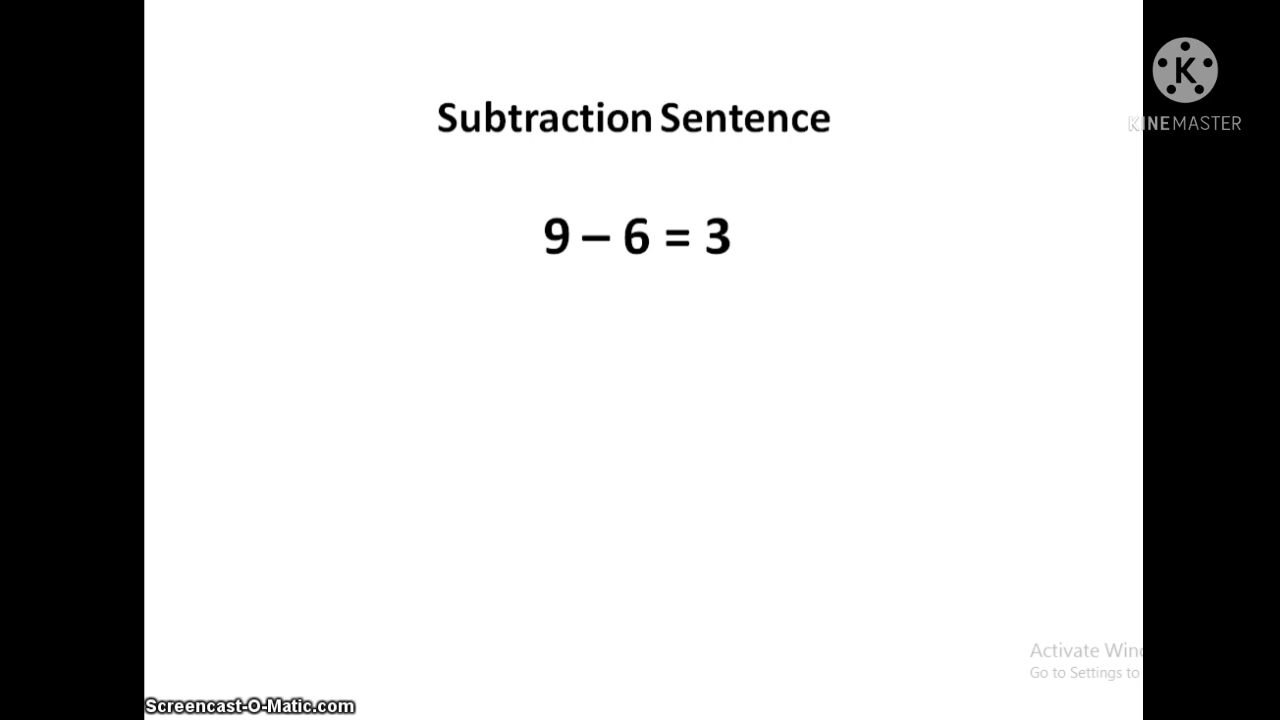 Subtraction Sentence
9 – 6 = 3
K
KINEMASTER
Activate Win
Go to Settings to
Screencast-O-Matic.com